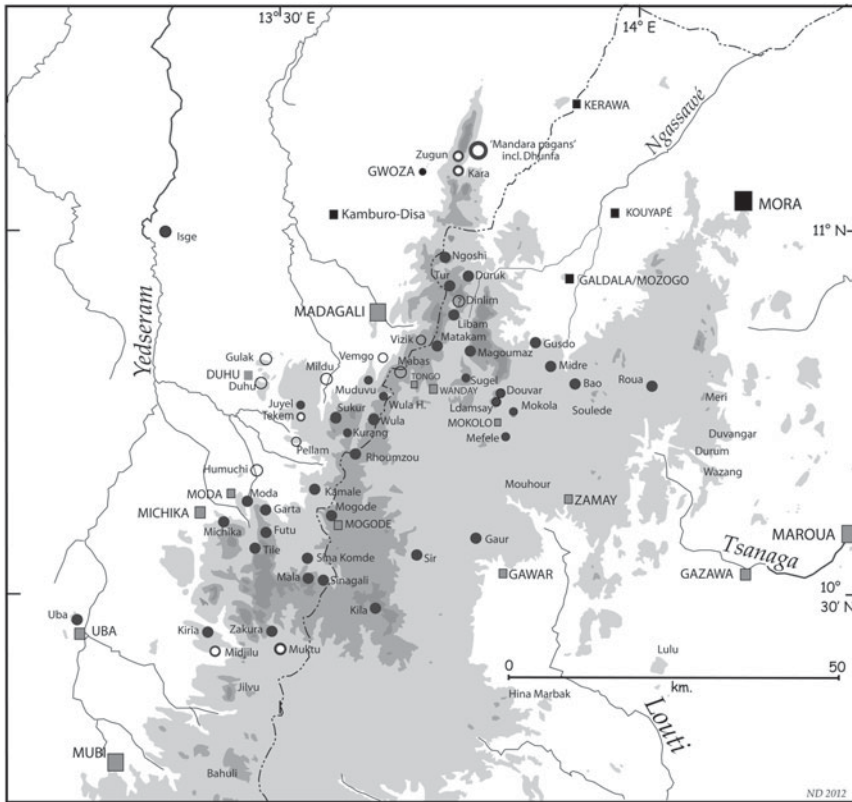 13° 30' E
14° E
KERAWA
Ngassawé
Zugun
'Mandara pagans'
incl. Dhunfa
GWOZA
Kara
MORA
Kamburo-Disa
KOUYAPÉ
Isge
11° N
Ngoshi
Tur
Duruk
GALDALA/MOZOGO
Yedseram
?
Dinlim
MADAGALI
Libam
Vizik
Matakam
Gusdo
Gulak
Vemgo
Mabas
Magoumaz
Mildu
Midre
DUHU
Duhu
TONGO
Sugel
Bao
Roua
Muduvu
WANDAY
Douvar
Meri
Juyel
Wula H.
Ldamsay
Mokola
Soulede
Tekem
Sukur
Wula
MOKOLO
Kurang
Mefele
Duvangar
Pellam
Durum
Rhoumzou
Humuchi
Wazang
Kamale
Mouhour
MODA
Moda
ZAMAY
MICHIKA
Garta
Mogode
Michika
MOGODE
MAROUA
Futu
Gaur
Tsanaga
Tile
Sina Komde
Sir
Mala
Sinagali
GAWAR
GAZAWA
10°
30' N
Kila
Uba
UBA
Kiria
Zakura
Midjilu
Muktu
Lulu
0
50
km.
Jilvu
Hina Marbak
Louti
MUBI
Bahuli
ND 2012